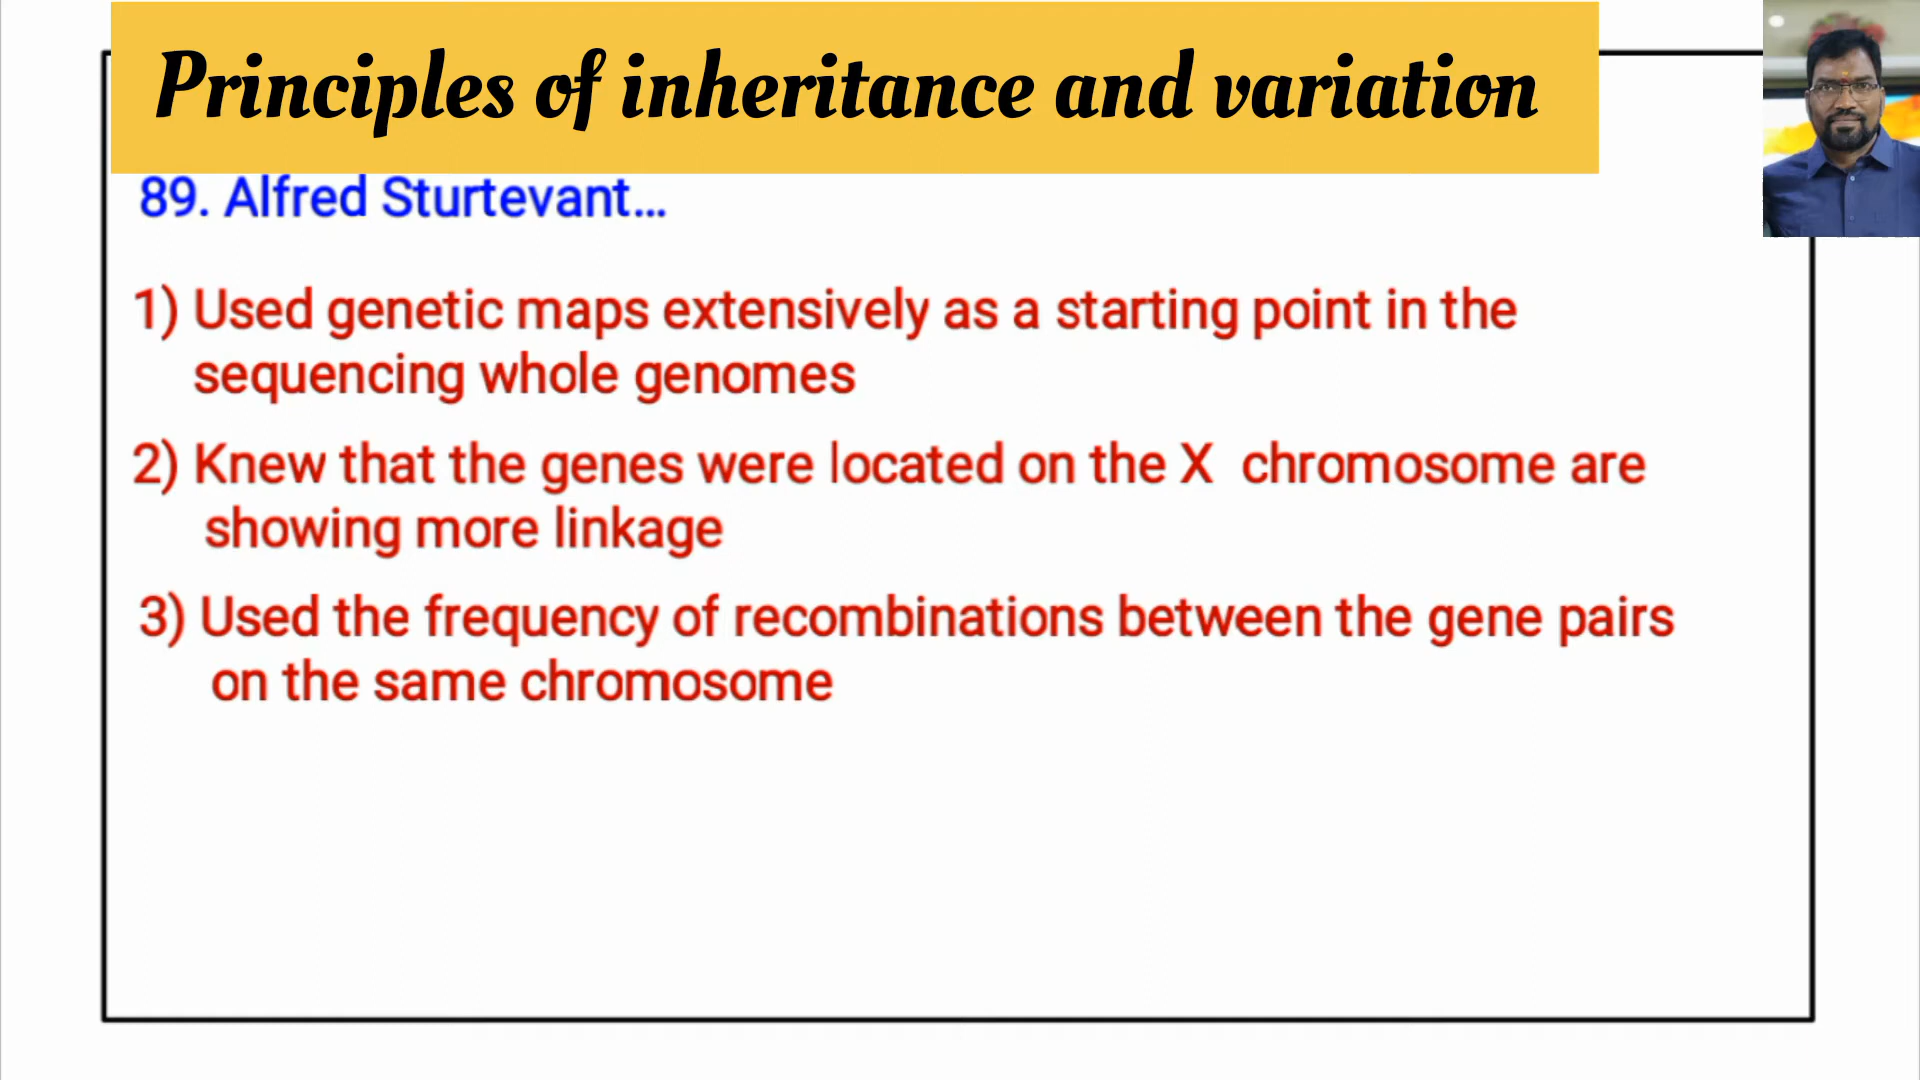 Principles of inheritance and variation
89. Alfred Sturtevant...
1) Used genetic maps extensively as a starting point in the
sequencing whole genomes
2) Knew that the genes were located on the X chromosome are
showing more linkage
3) Used the frequency of recombinations between the gene pairs
on the same chromosome